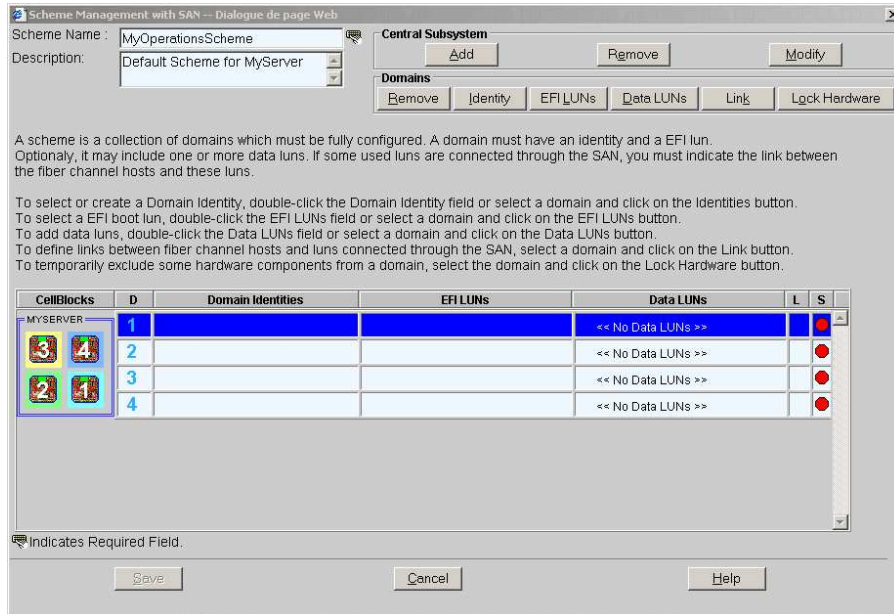 Scheme Management with SAN -- Dialogue de page Web
Scheme Name :
MyOperationsScheme
Description:
Default Scheme for MyServer
Central Subsystem
Add
Remove
Modify
Domains
Remove
Identity
EFI LUNs
Data LUNs
Link
Lock Hardware
A scheme is a collection of domains which must be fully configured. A domain must have an identity and a EFI lun.
Optionaly, it may include one or more data luns. If some used luns are connected through the SAN, you must indicate the link between
the fiber channel hosts and these luns.
To select or create a Domain Identity, double-click the Domain Identity field or select a domain and click on the Identities button.
To select a EFI boot lun, double-click the EFI LUNs field or select a domain and click on the EFI LUNs button.
To add data luns, double-click the Data LUNs field or select a domain and click on the Data LUNs button.
To define links between fiber channel hosts and luns connected through the SAN, select a domain and click on the Link button.
To temporarily exclude some hardware components from a domain, select the domain and click on the Lock Hardware button.
CellBlocks D Domain Identities EFI LUNs Data LUNs L S
MYSERVER
3 4
2 1
1 << No Data LUNs >>
2 << No Data LUNs >>
3 << No Data LUNs >>
4 << No Data LUNs >>
Indicates Required Field.
Save
Cancel
Help